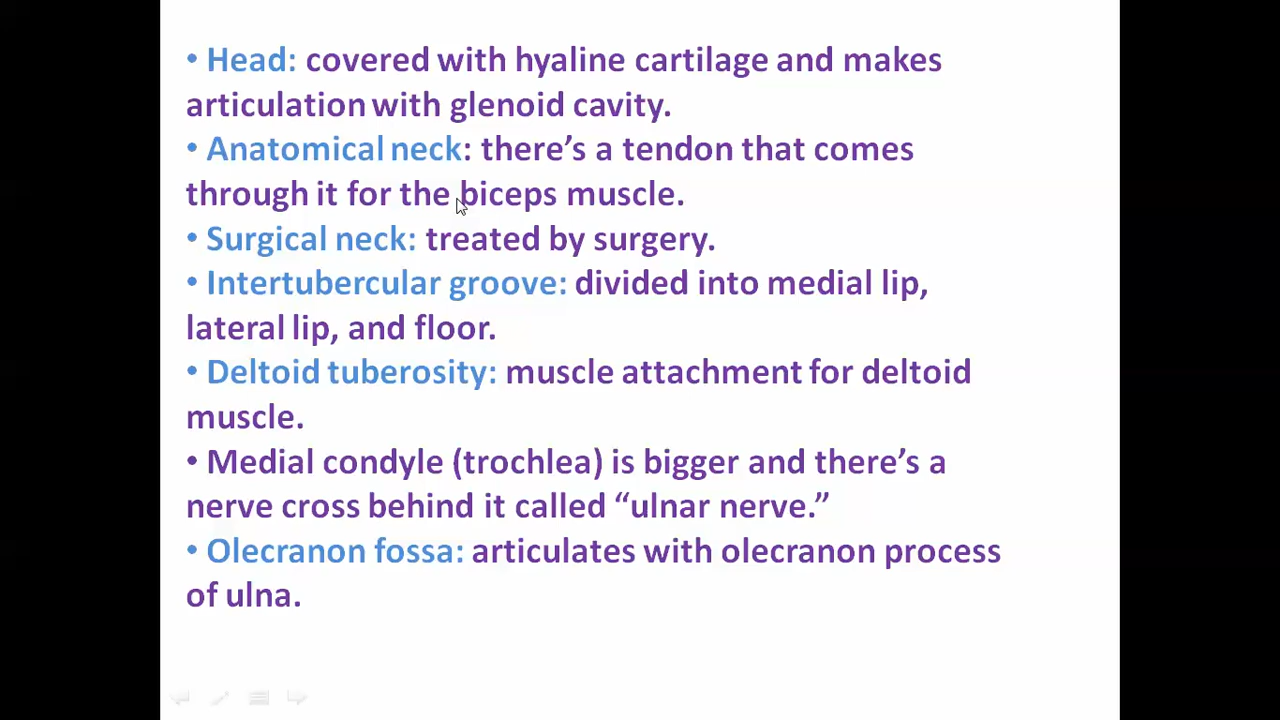 • Head: covered with hyaline cartilage and makes
articulation with glenoid cavity.
• Anatomical neck: there’s a tendon that comes
through it for the biceps muscle.
• Surgical neck: treated by surgery.
• Intertubercular groove: divided into medial lip,
lateral lip, and floor.
• Deltoid tuberosity: muscle attachment for deltoid
muscle.
• Medial condyle (trochlea) is bigger and there’s a
nerve cross behind it called “ulnar nerve.”
• Olecranon fossa: articulates with olecranon process
of ulna.